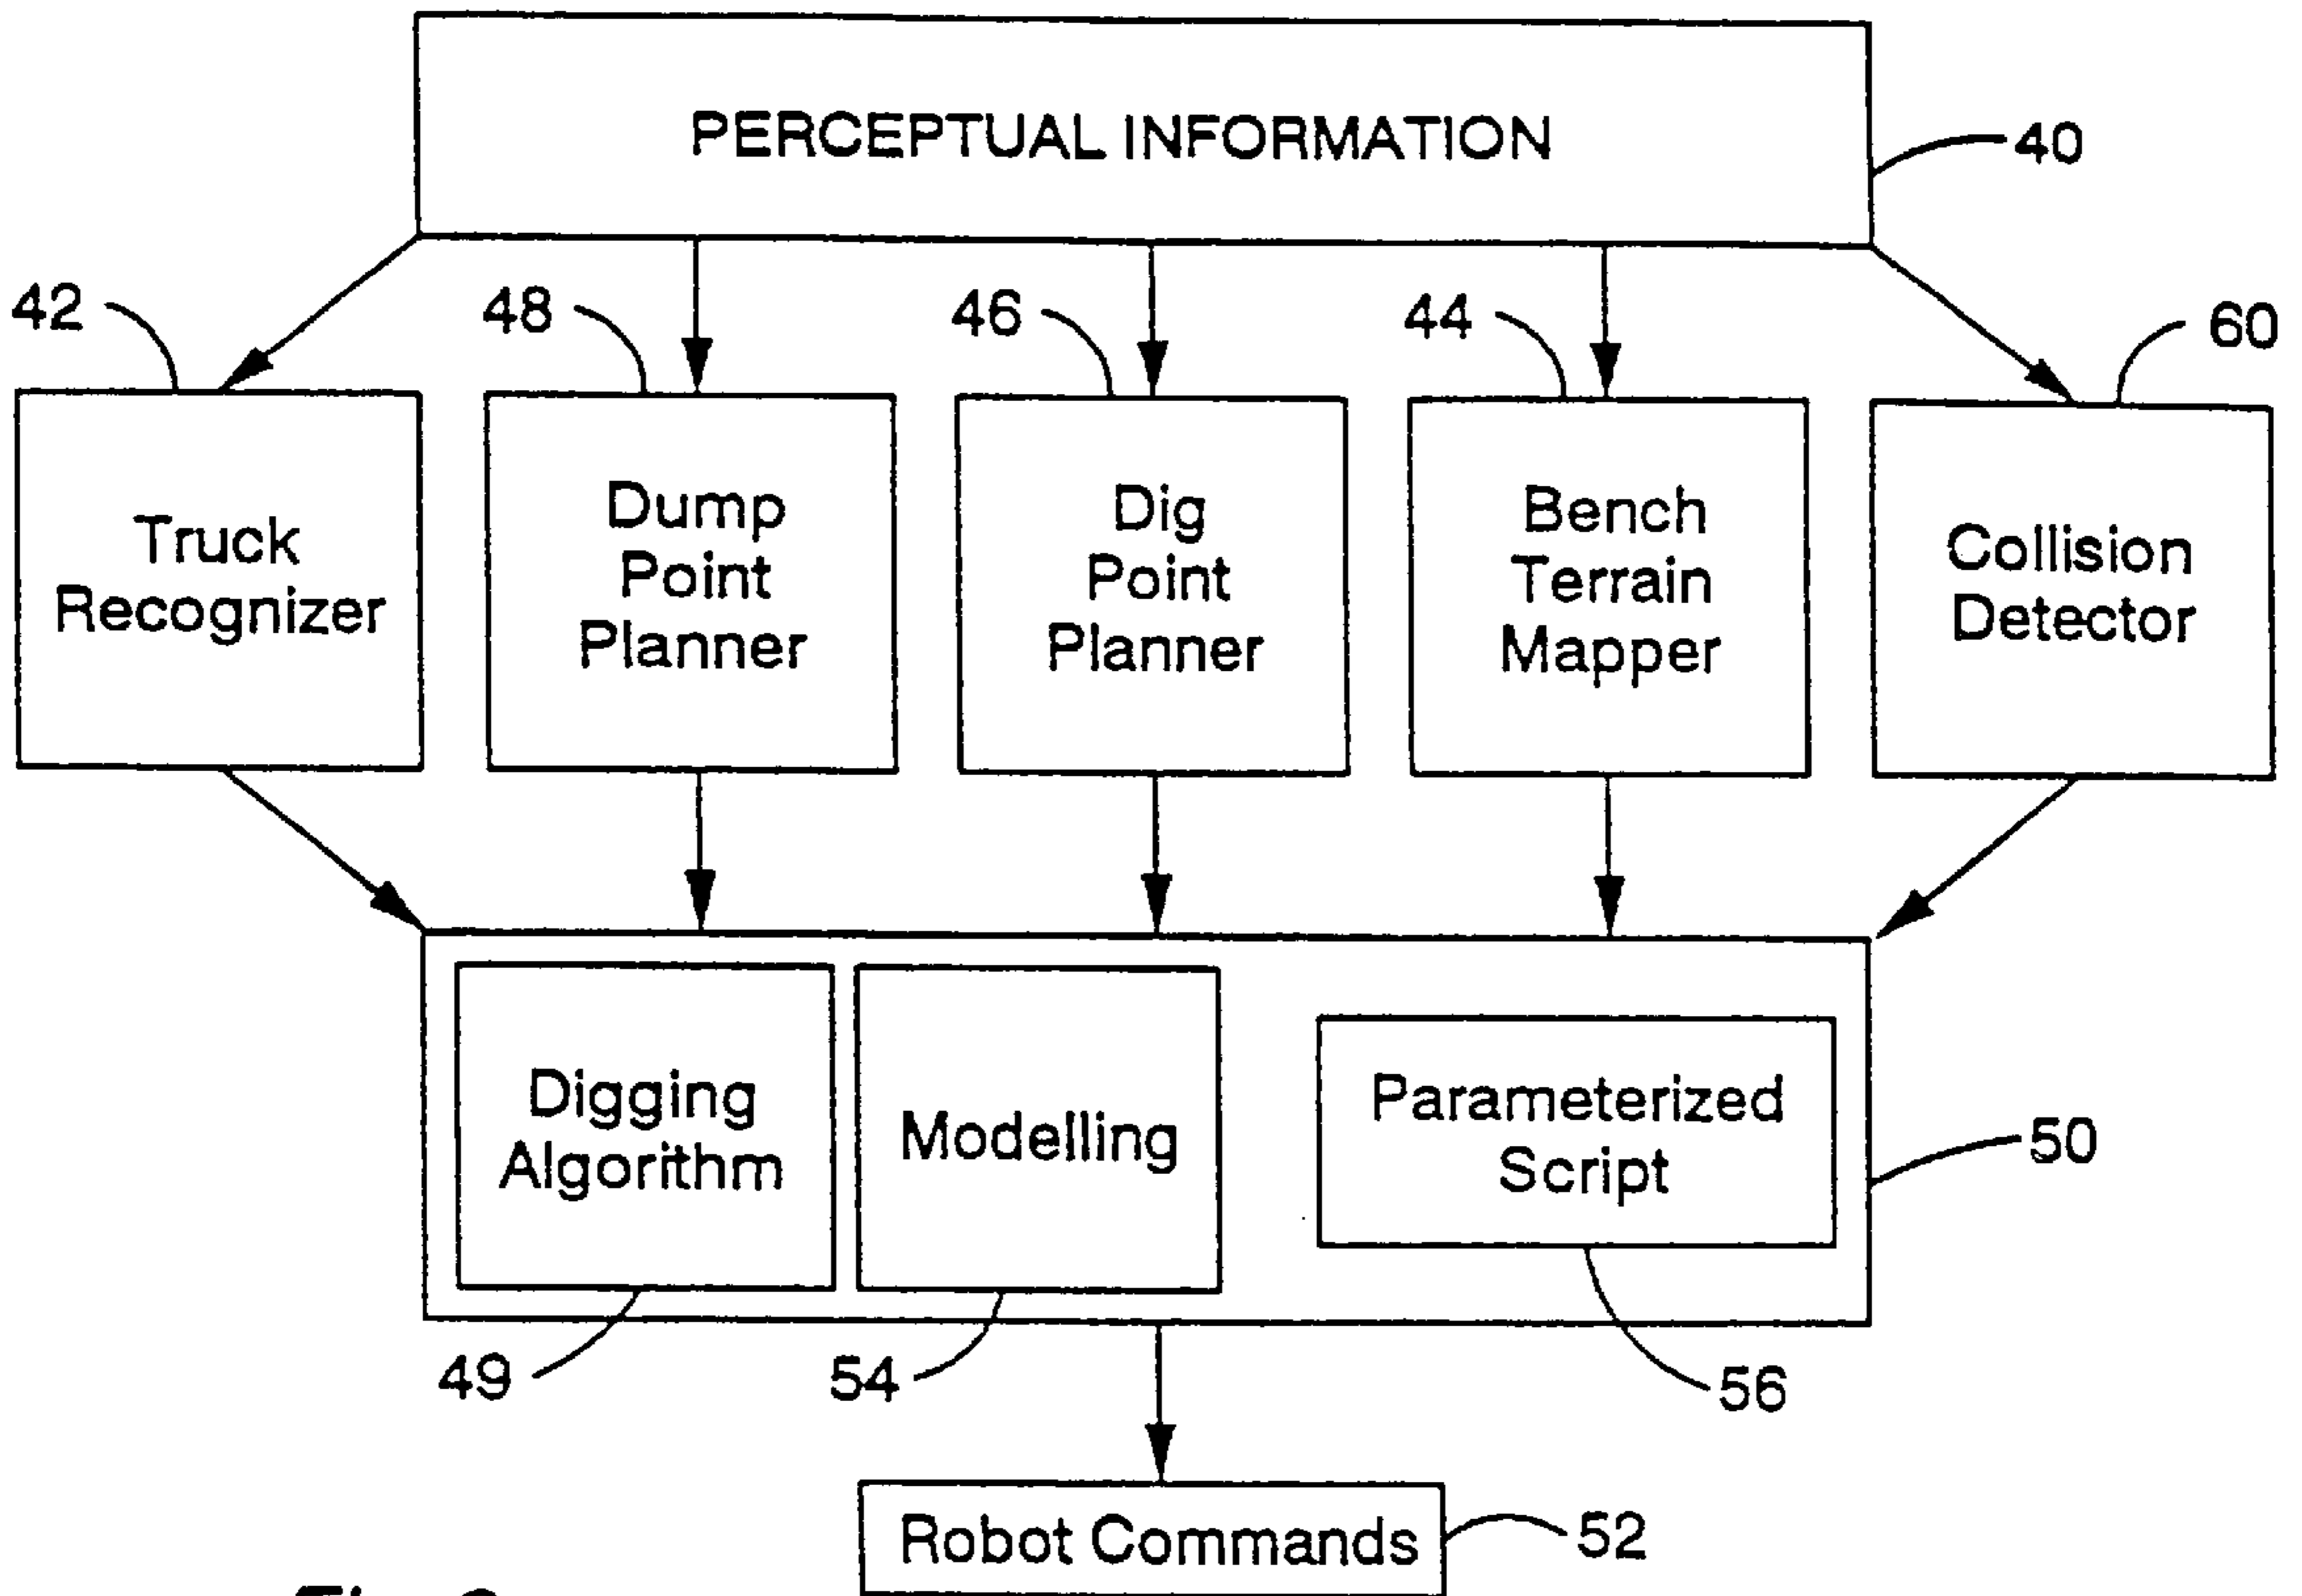 PERCEPTUAL INFORMATION
40
42
48
46
44
60
Truck
Recognizer
Dump
Point
Planner
Dig
Point
Planner
Bench
Terrain
Mapper
Collision
Detector
Digging
Algorithm
Modelling
Parameterized
Script
50
49
54
56
Robot Commands
52